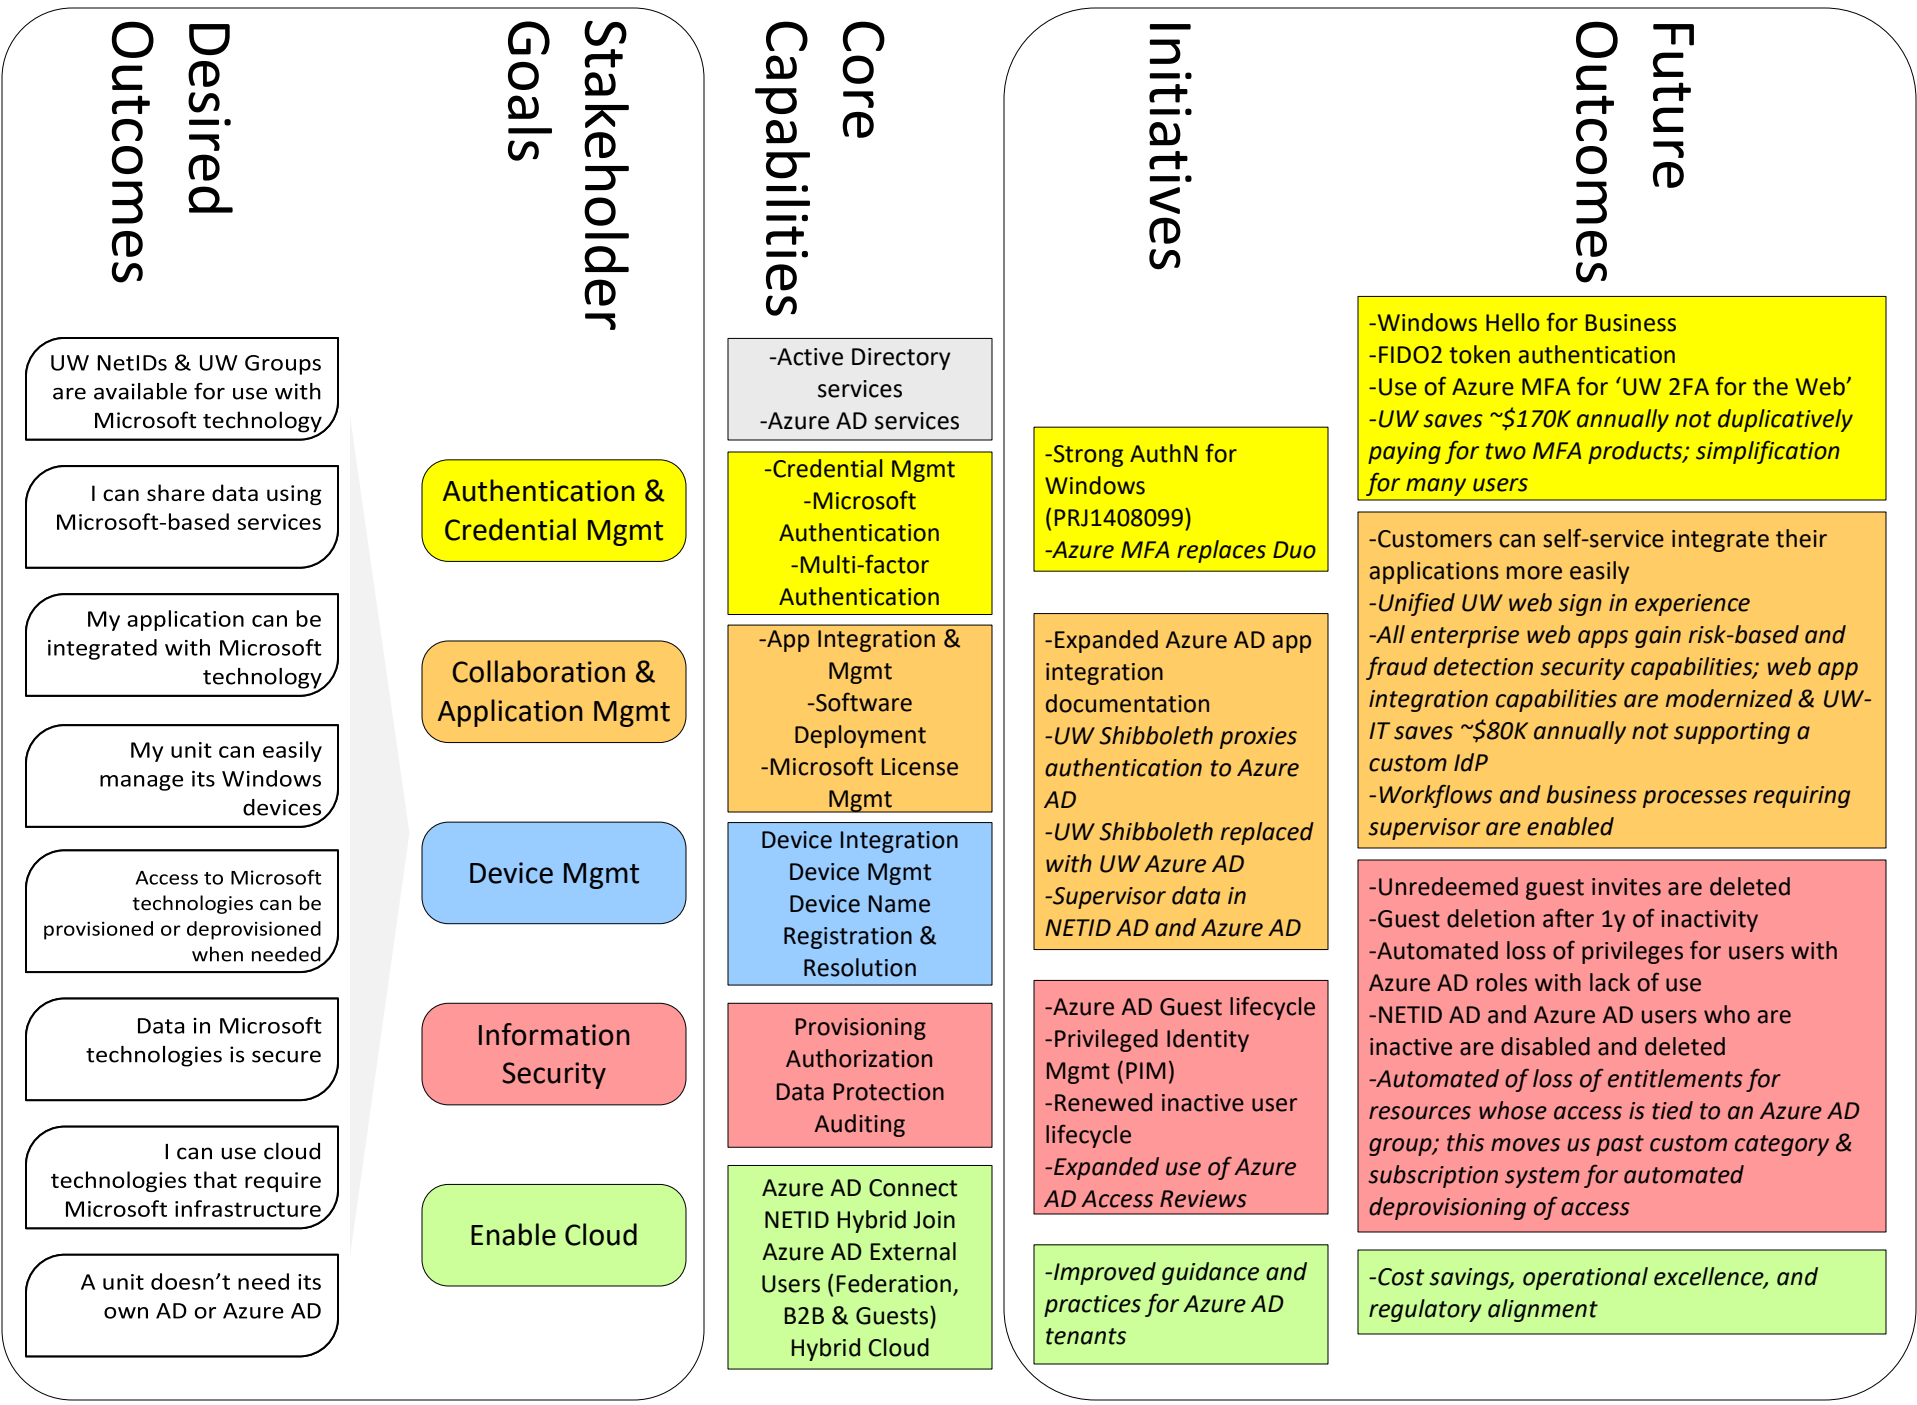 Desired
Outcomes
Stakeholder
Goals
Core
Capabilities
Initiatives
Future
Outcomes
UW NetIDs & UW Groups
are available for use with
Microsoft technology
I can share data using
Microsoft-based services
My application can be
integrated with Microsoft
technology
My unit can easily
manage its Windows
devices
Access to Microsoft
technologies can be
provisioned or deprovisioned
when needed
Data in Microsoft
technologies is secure
I can use cloud
technologies that require
Microsoft infrastructure
A unit doesn't need its
own AD or Azure AD
Authentication &
Credential Mgmt
Collaboration &
Application Mgmt
Device Mgmt
Information
Security
Enable Cloud
-Active Directory
services
-Azure AD services
-Credential Mgmt
-Microsoft
Authentication
-Multi-factor
Authentication
-App Integration &
Mgmt
-Software
Deployment
-Microsoft License
Mgmt
Device Integration
Device Mgmt
Device Name
Registration &
Resolution
Provisioning
Authorization
Data Protection
Auditing
Azure AD Connect
NETID Hybrid Join
Azure AD External
Users (Federation,
B2B & Guests)
Hybrid Cloud
-Strong AuthN for
Windows
(PRJ1408099)
-Azure MFA replaces Duo
-Expanded Azure AD app
integration
documentation
-UW Shibboleth proxies
authentication to Azure
AD
-UW Shibboleth replaced
with UW Azure AD
-Supervisor data in
NETID AD and Azure AD
-Azure AD Guest lifecycle
-Privileged Identity
Mgmt (PIM)
-Renewed inactive user
lifecycle
-Expanded use of Azure
AD Access Reviews
-Improved guidance and
practices for Azure AD
tenants
-Windows Hello for Business
-FIDO2 token authentication
-Use of Azure MFA for ‘UW 2FA for the Web’
-UW saves ~$170K annually not duplicatively
paying for two MFA products; simplification
for many users
-Customers can self-service integrate their
applications more easily
-Unified UW web sign in experience
-All enterprise web apps gain risk-based and
fraud detection security capabilities; web app
integration capabilities are modernized & UW-
IT saves ~$80K annually not supporting a
custom IdP
-Workflows and business processes requiring
supervisor are enabled
-Unredeemed guest invites are deleted
-Guest deletion after 1y of inactivity
-Automated loss of privileges for users with
Azure AD roles with lack of use
-NETID AD and Azure AD users who are
inactive are disabled and deleted
-Automated of loss of entitlements for
resources whose access is tied to an Azure AD
group; this moves us past custom category &
subscription system for automated
deprovisioning of access
-Cost savings, operational excellence, and
regulatory alignment